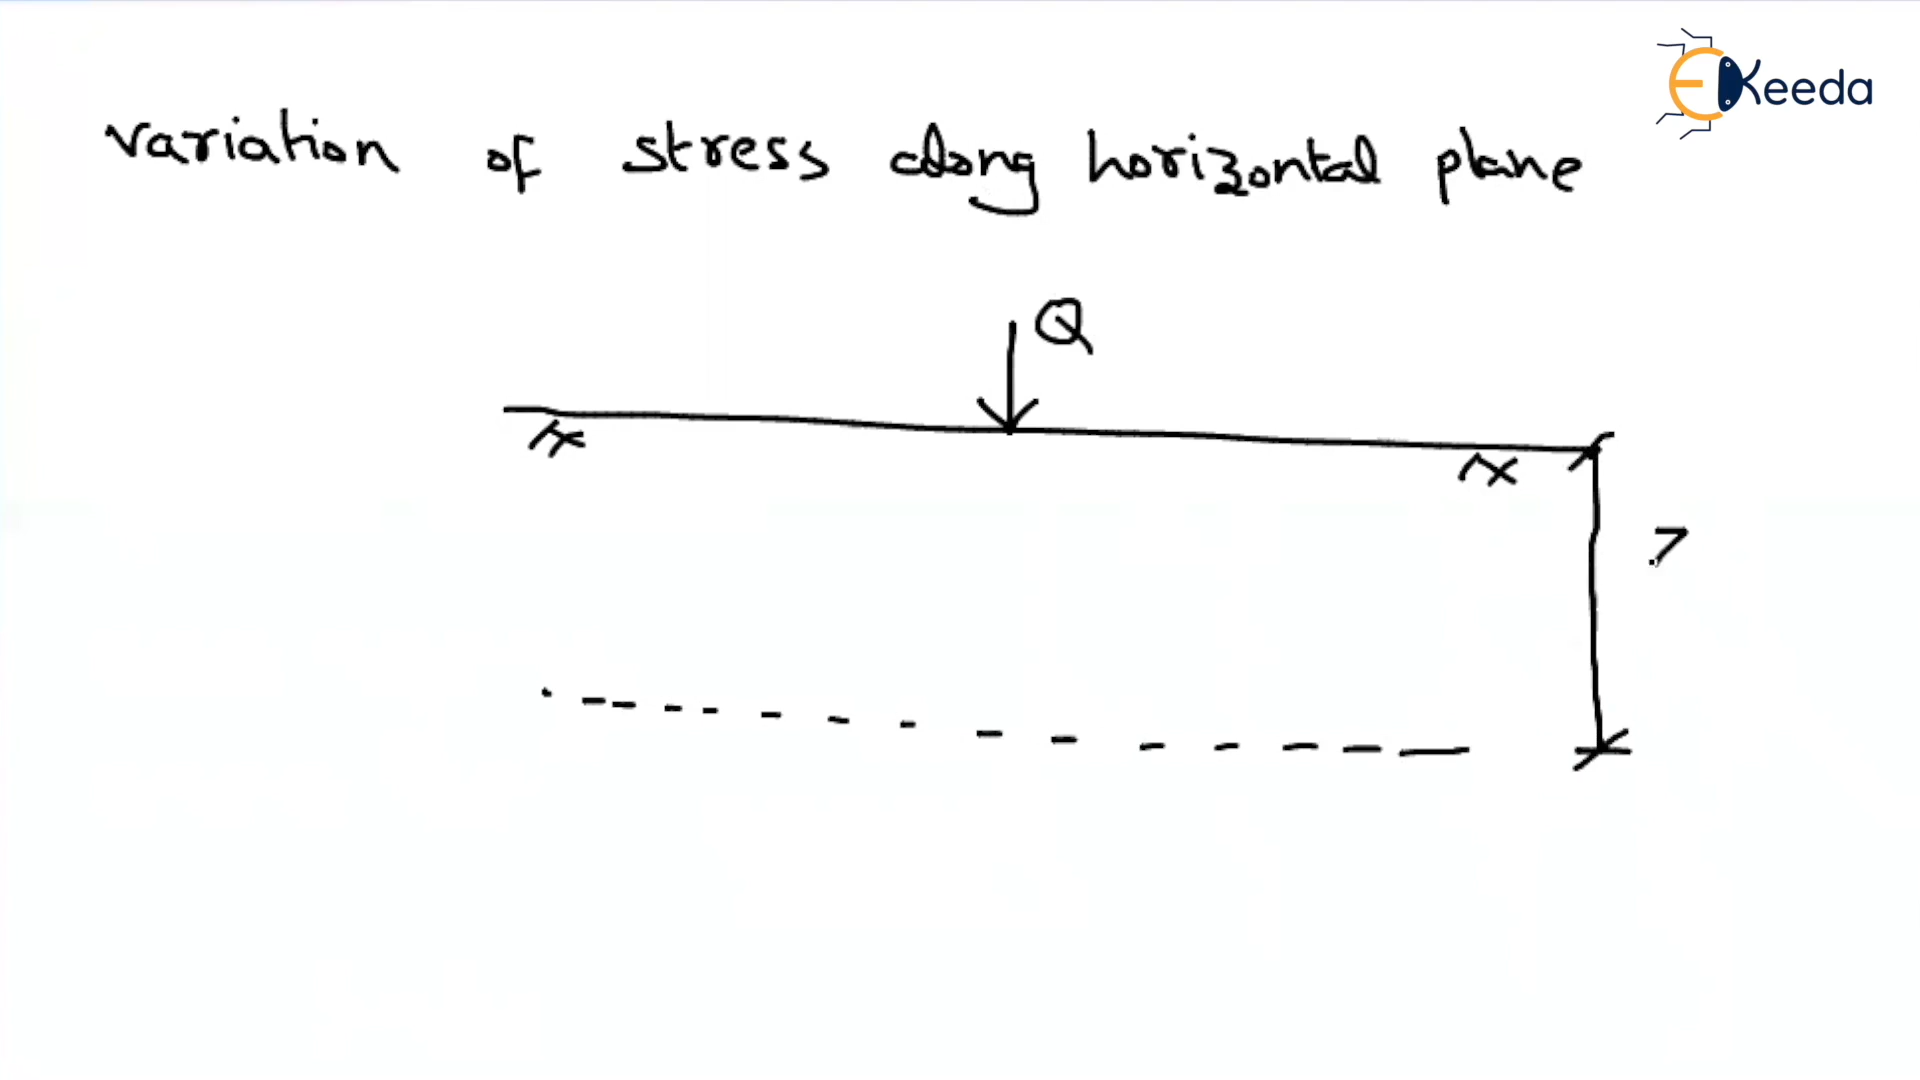 EKeeda
variation of stress along horizontal plane
Q
Z